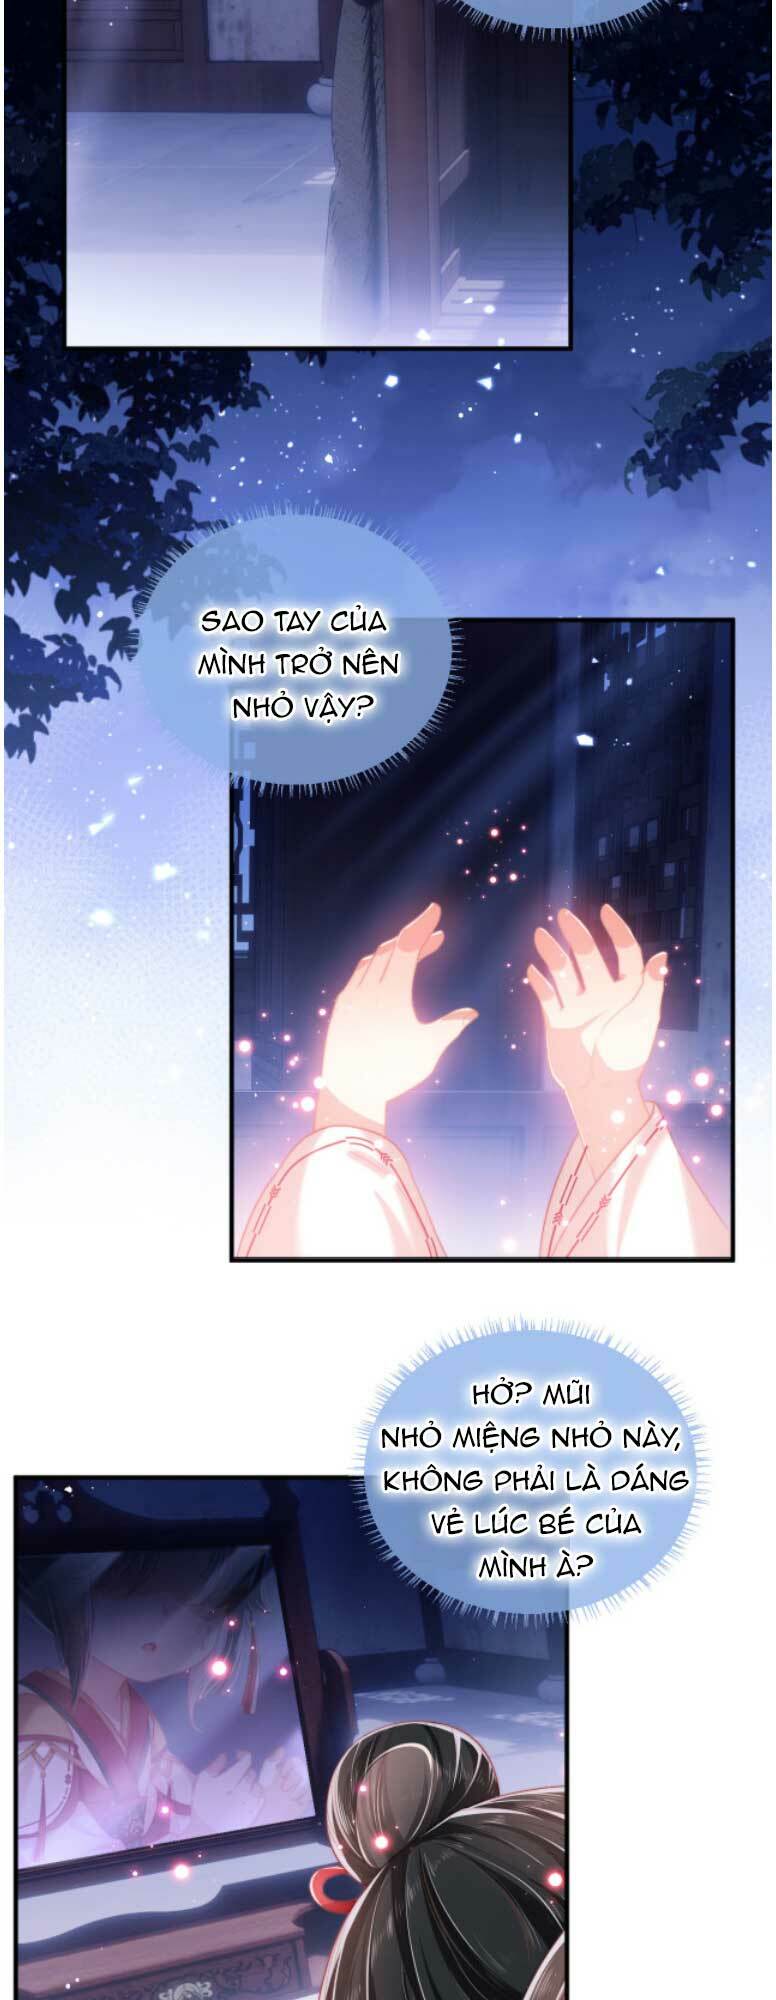 SAO TAY CỦA
MÌNH TRỞ NÊN
NHỎ VẬY?
HỞ? MŨI
NHỎ MIỆNG NHỎ NÀY,
KHÔNG PHẢI LÀ DÁNG
VẺ LÚC BÉ CỦA
MÌNH À?